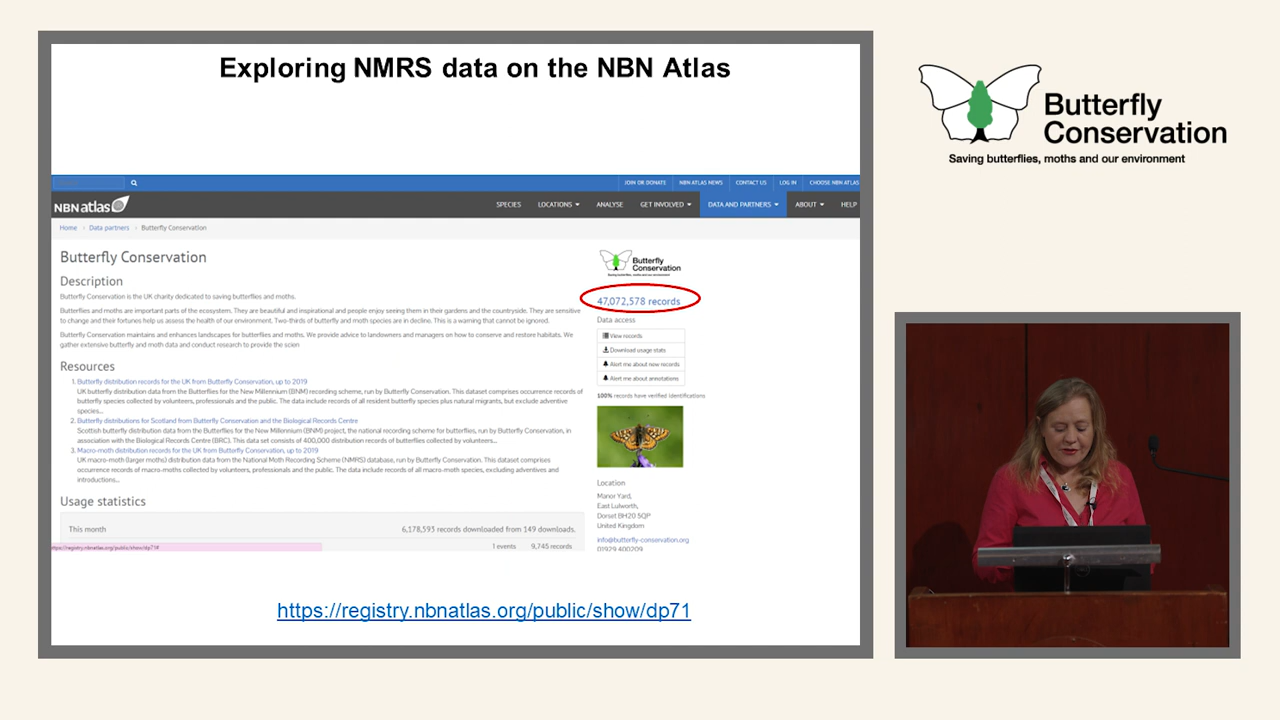 Exploring NMRS data on the NBN Atlas
JOIN OR DONATE
NBN ATLAS NEWS
CONTACT US
LOG IN
CHOOSE NBN ATLAS
NBNatlas
SPECIES
LOCATIONS
ANALYSE
GET INVOLVED
DATA AND PARTNERS
ABOUT
HELP
Home
Data partners
Butterfly Conservation
Butterfly Conservation
Description
Butterfly Conservation is the UK charity dedicated to saving butterflies and moths.
Butterflies and moths are important parts of the ecosystem. They are beautiful and inspirational and people enjoy seeing them in their gardens and the countryside. They are sensitive
to change and their fortunes help us assess the health of our environment. Two-thirds of butterfly and moth species are in decline. This is a warning that cannot be ignored.
Butterfly Conservation maintains and enhances landscapes for butterflies and moths. We provide advice to landowners and managers on how to conserve and restore habitats. We
gather extensive butterfly and moth data and conduct research to provide the scien
Resources
1. Butterfly distribution records for the UK from Butterfly Conservation, up to 2019
UK butterfly distribution data from the Butterflies for the New Millennium (BNM) recording scheme, run by Butterfly Conservation. This dataset comprises occurrence records of
butterfly species collected by volunteers, professionals and the public. The data include records of all resident butterfly species plus natural migrants, but exclude adventive
species...
2. Butterfly distributions for Scotland from Butterfly Conservation and the Biological Records Centre
Scottish butterfly distribution data from the Butterflies for the New Millennium (BNM) project, the national recording scheme for butterflies, run by Butterfly Conservation, in
association with the Biological Records Centre (BRC). This data set consists of 400,000 distribution records of butterflies collected by volunteers...
3. Macro-moth distribution records for the UK from Butterfly Conservation, up to 2019
UK macro-moth (larger moths) distribution data from the National Moth Recording Scheme (NMRS) database, run by Butterfly Conservation. This dataset comprises
occurrence records of macro-moths collected by volunteers, professionals and the public. The data include records of all macro-moth species, excluding adventives and
introductions...
Usage statistics
This month
6,178,593 records downloaded from 149 downloads.
1 events
9,745 records
https://registry.nbnatlas.org/public/show/dp71#
Butterfly
Conservation
Saving butterflies, moths and our environment
47,072,578 records
Data access
View records
Download usage stats
Alert me about new records
Alert me about annotations
100% records have verified identifications
Location
Manor Yard,
East Lulworth,
Dorset BH20 5QP
United Kingdom
info@butterfly-conservation.org
01929 400209
https://registry.nbnatlas.org/public/show/dp71
Butterfly
Conservation
Saving butterflies, moths and our environment